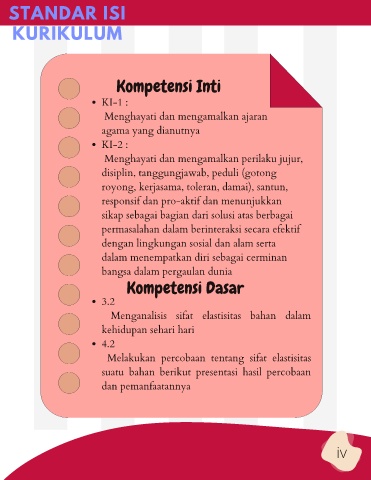 STANDAR ISI
KURIKULUM
Kompetensi Inti
• KI-1 :
Menghayati dan mengamalkan ajaran
agama yang dianutnya
• KI-2 :
Menghayati dan mengamalkan perilaku jujur,
disiplin, tanggungjawab, peduli (gotong
royong, kerjasama, toleran, damai), santun,
responsif dan pro-aktif dan menunjukkan
sikap sebagai bagian dari solusi atas berbagai
permasalahan dalam berinteraksi secara efektif
dengan lingkungan sosial dan alam serta
dalam menempatkan diri sebagai cerminan
bangsa dalam pergaulan dunia
Kompetensi Dasar
• 3.2
Menganalisis sifat elastisitas bahan dalam
kehidupan sehari hari
• 4.2
Melakukan percobaan tentang sifat elastisitas
suatu bahan berikut presentasi hasil percobaan
dan pemanfaatannya
iv